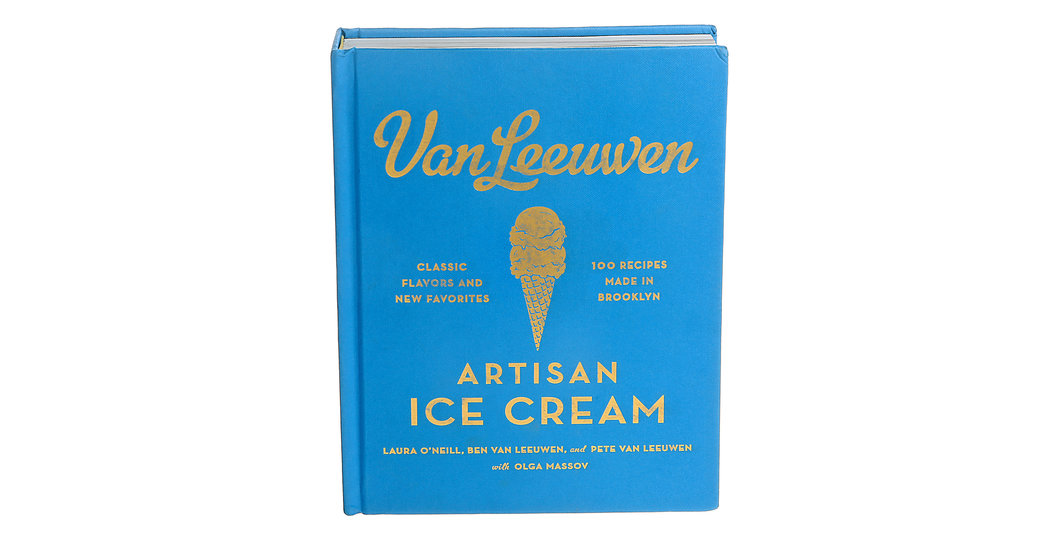 Van Leeuwen
CLASSIC
FLAVORS AND
NEW FAVORITES
100 RECIPES
MADE IN
BROOKLYN
ARTISAN
ICE CREAM
LAURA O'NEILL, BEN VAN LEEUWEN, and PETE VAN LEEUWEN
with OLGA MASSOV